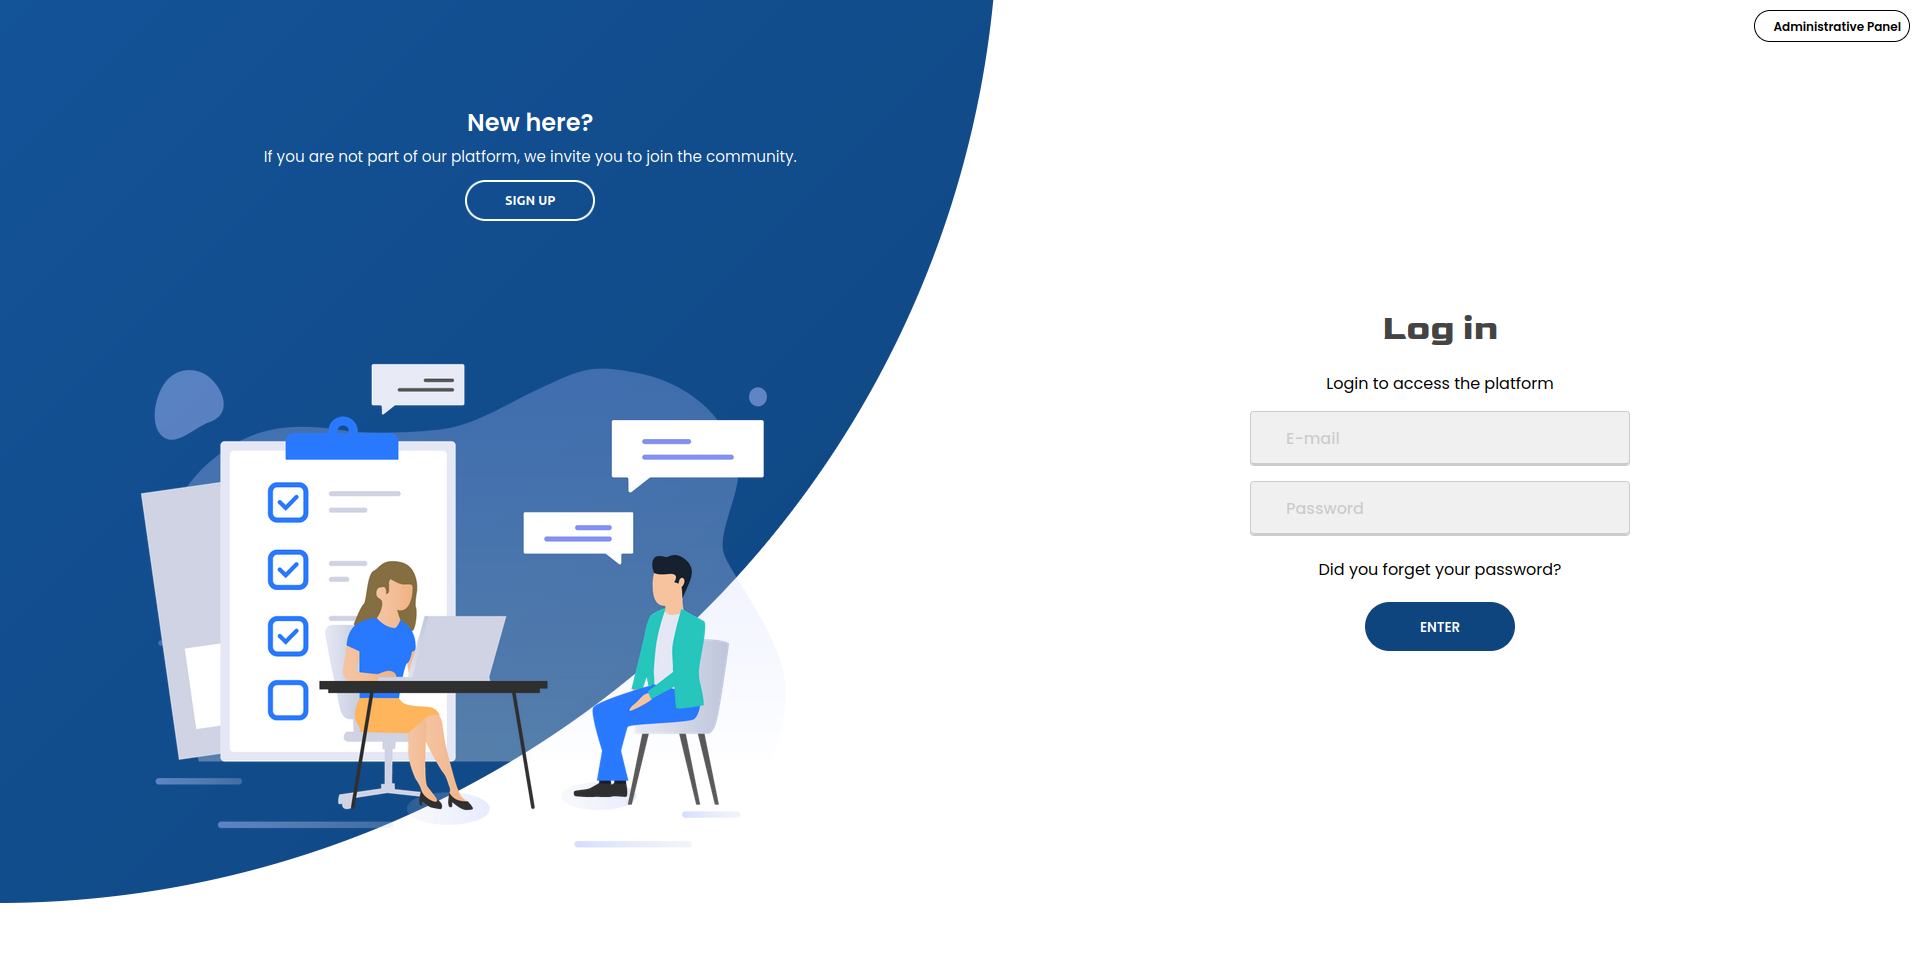 Administrative Panel
New here?
If you are not part of our platform, we invite you to join the community.
SIGN UP
Log in
Login to access the platform
E-mail
Password
Did you forget your password?
ENTER